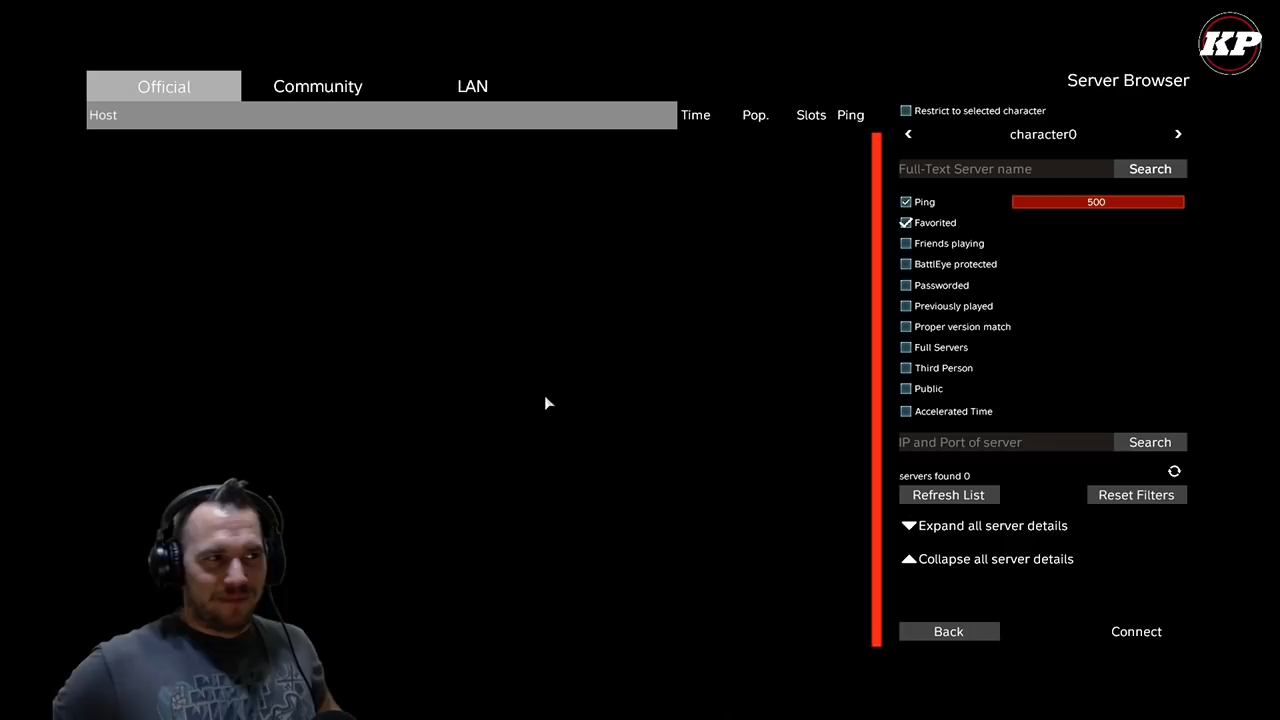 KP
Official Community LAN
Server Browser
Host Time Pop. Slots Ping
Restrict to selected character
character0
Full-Text Server name Search
Ping 500
Favorited
Friends playing
BattlEye protected
Passworded
Previously played
Proper version match
Full Servers
Third Person
Public
Accelerated Time
IP and Port of server Search
servers found 0
Refresh List Reset Filters
Expand all server details
Collapse all server details
Back Connect